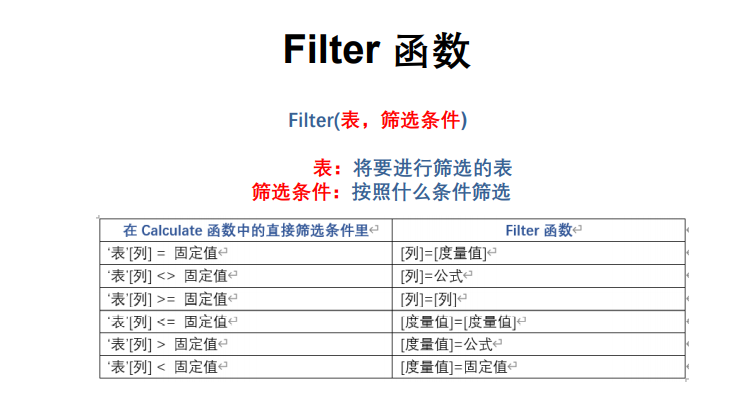 Filter 函数
Filter(表，筛选条件)
表：将要进行筛选的表
筛选条件：按照什么条件筛选
在 Calculate 函数中的直接筛选条件里↵ Filter 函数↵
‘表’[列] = 固定值↵ [列]=[度量值]↵
‘表’[列] <> 固定值↵ [列]=公式↵
‘表’[列] >= 固定值↵ [列]=[列]↵
‘表’[列] <= 固定值↵ [度量值]=[度量值]↵
‘表’[列] > 固定值↵ [度量值]=公式↵
‘表’[列] < 固定值↵ [度量值]=固定值↵